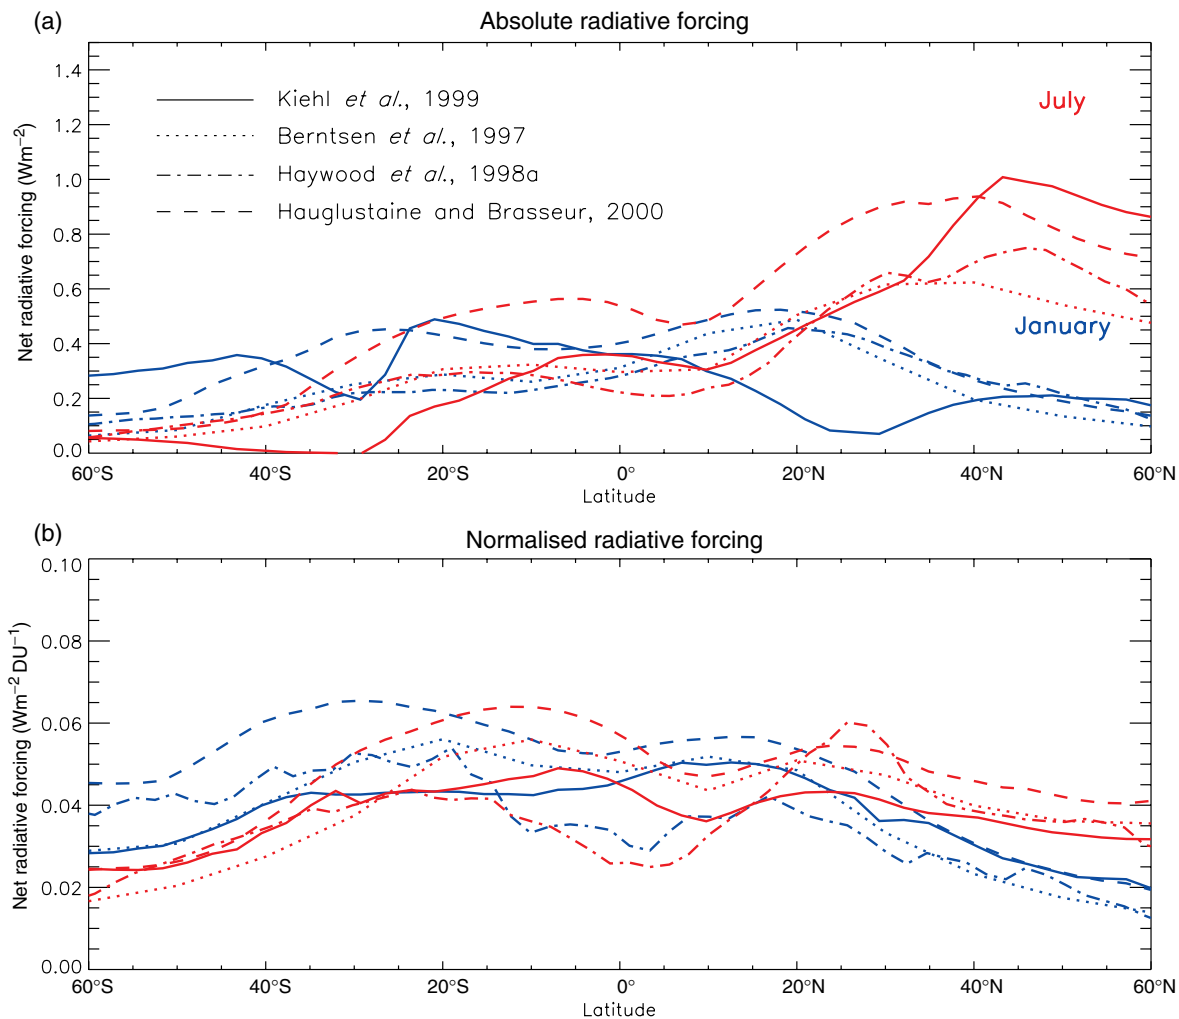 (a)
Absolute radiative forcing
Net radiative forcing (Wm⁻²)
1.4
1.2
1.0
0.8
0.6
0.4
0.2
0.0
Kiehl et al., 1999
Berntsen et al., 1997
Haywood et al., 1998a
Hauglustaine and Brasseur, 2000
July
January
60°S 40°S 20°S 0° 20°N 40°N 60°N
Latitude
(b)
Normalised radiative forcing
Net radiative forcing (Wm⁻² DU⁻¹)
0.10
0.08
0.06
0.04
0.02
0.00
60°S 40°S 20°S 0° 20°N 40°N 60°N
Latitude